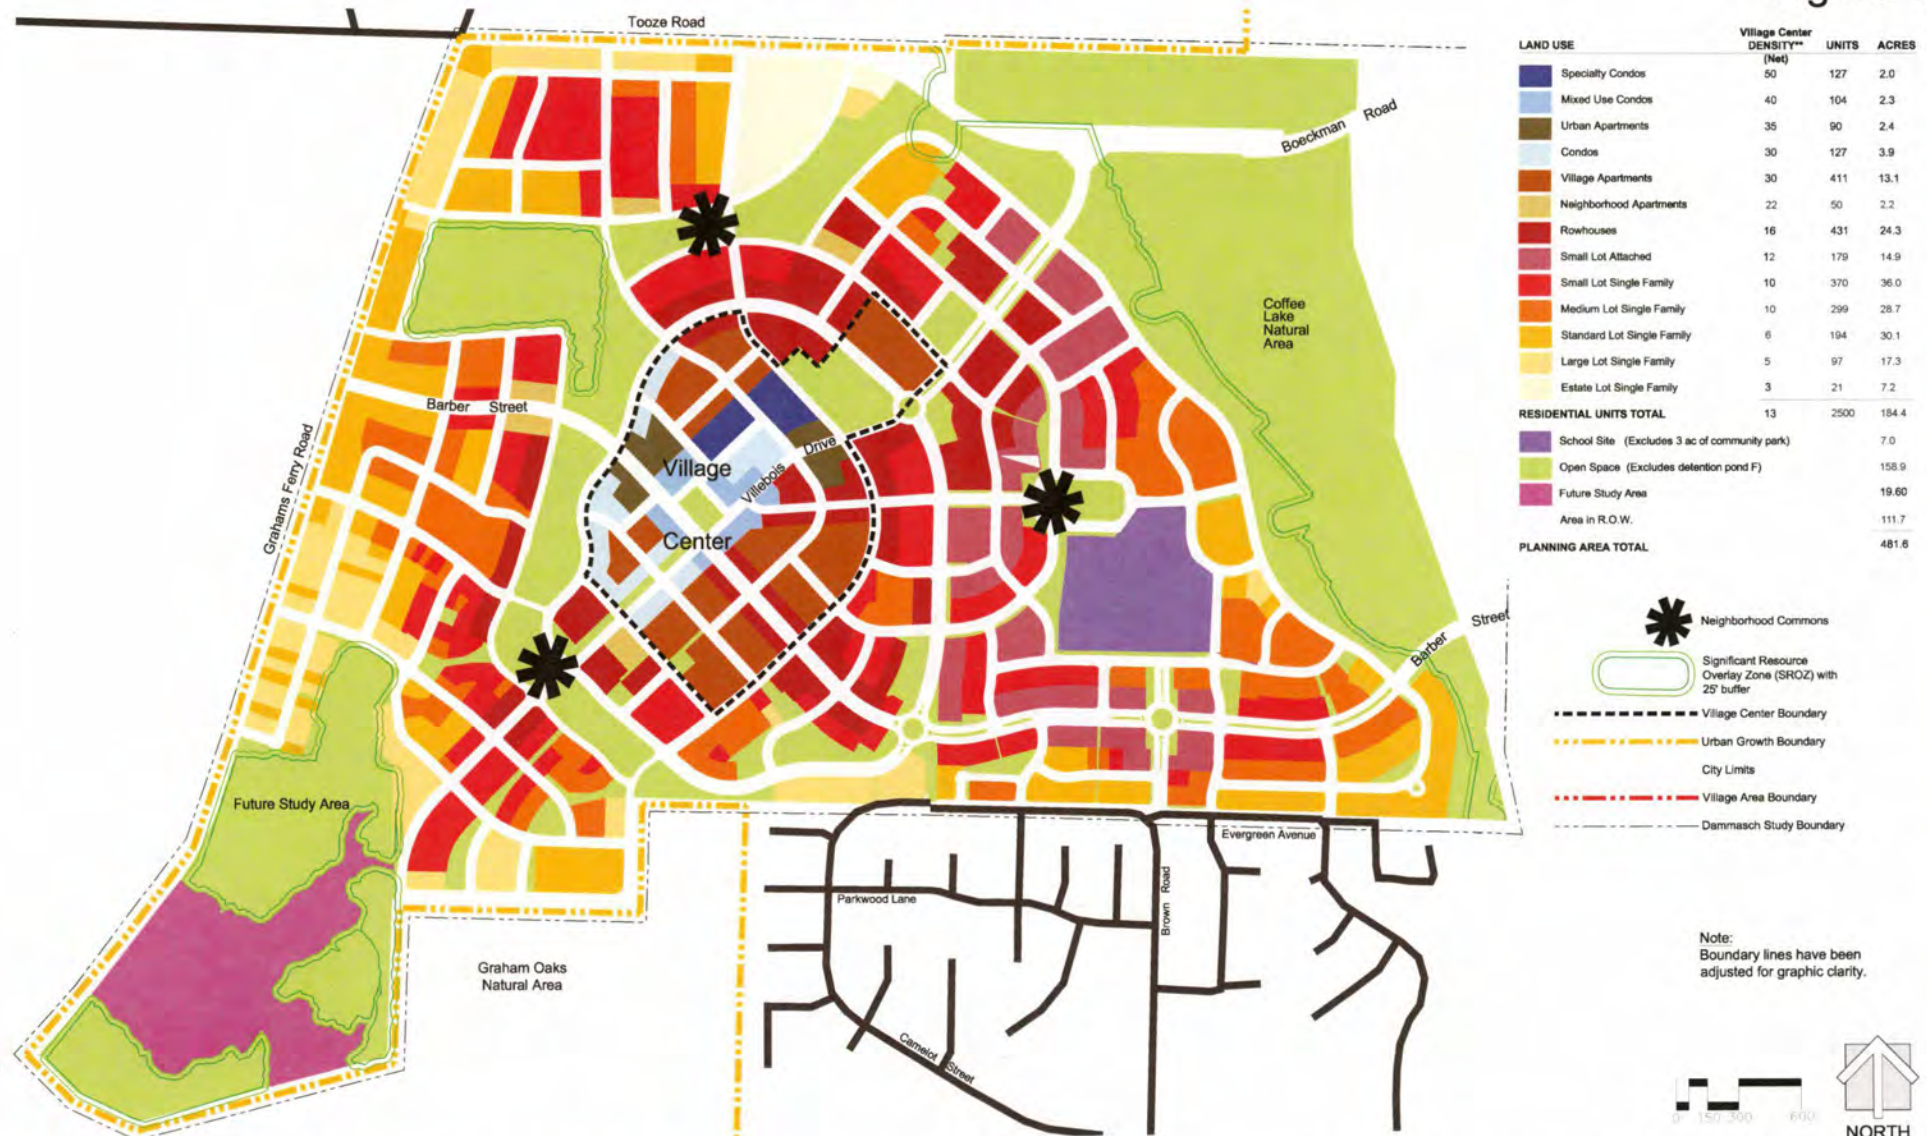 Tooze Road
Boeckman Road
Coffee
Lake
Natural
Area
Barber Street
Grahams Ferry Road
Village
Center
Villebois Drive
Barber Street
Future Study Area
Evergreen Avenue
Parkwood Lane
Brown Road
Camelot Street
Graham Oaks
Natural Area
LAND USE Village Center DENSITY** (Net) UNITS ACRES
Specialty Condos 50 127 2.0
Mixed Use Condos 40 104 2.3
Urban Apartments 35 90 2.4
Condos 30 127 3.9
Village Apartments 30 411 13.1
Neighborhood Apartments 22 50 2.2
Rowhouses 16 431 24.3
Small Lot Attached 12 179 14.9
Small Lot Single Family 10 370 36.0
Medium Lot Single Family 10 299 28.7
Standard Lot Single Family 6 194 30.1
Large Lot Single Family 5 97 17.3
Estate Lot Single Family 3 21 7.2
RESIDENTIAL UNITS TOTAL 13 2500 184.4
School Site (Excludes 3 ac of community park) 7.0
Open Space (Excludes detention pond F) 158.9
Future Study Area 19.60
Area in R.O.W. 111.7
PLANNING AREA TOTAL 481.6
Neighborhood Commons
Significant Resource
Overlay Zone (SROZ) with
25' buffer
Village Center Boundary
Urban Growth Boundary
City Limits
Village Area Boundary
Dammasch Study Boundary
Note:
Boundary lines have been
adjusted for graphic clarity.
0 150 300 600
NORTH